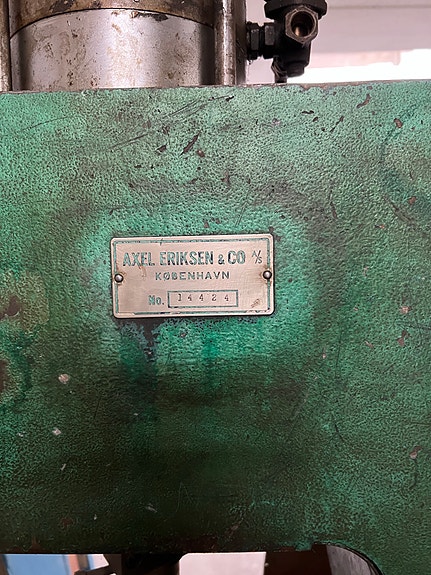 AXEL ERIKSEN & CO A/S
KØBENHAVN
No. 14424